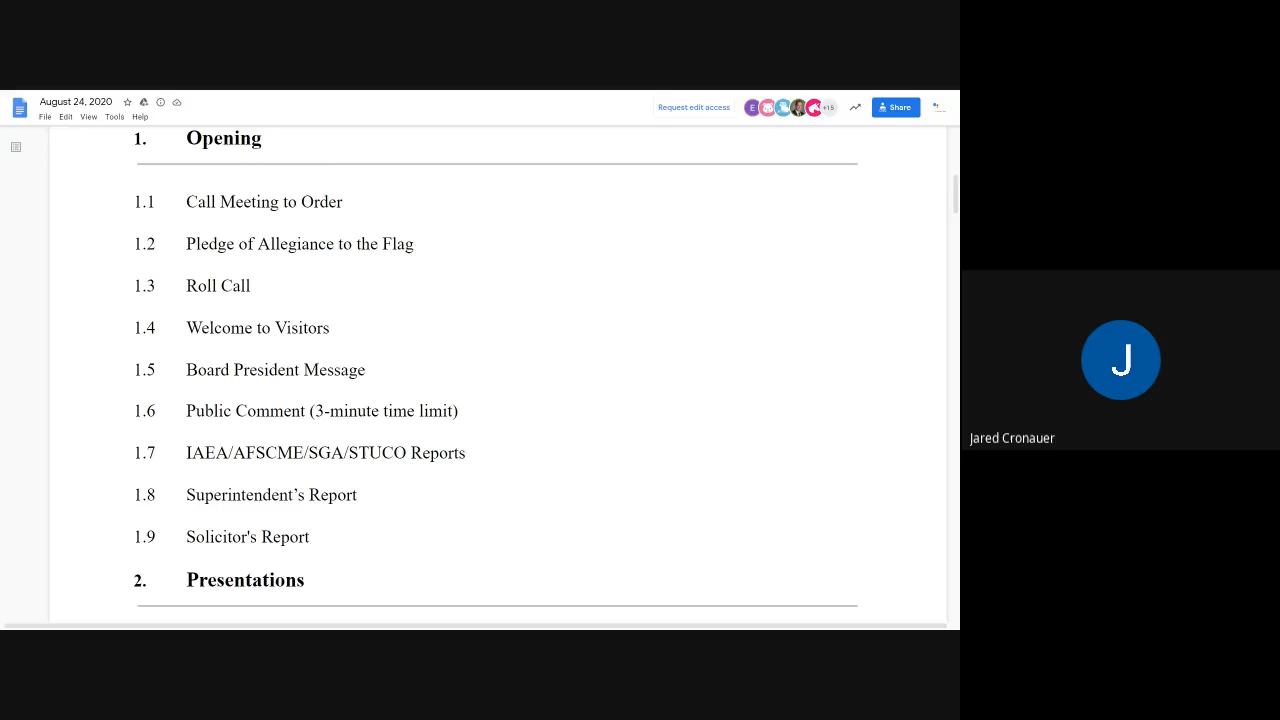 August 24, 2020
File Edit View Tools Help
Request edit access
E
+15
Share
1. Opening
1.1 Call Meeting to Order
1.2 Pledge of Allegiance to the Flag
1.3 Roll Call
1.4 Welcome to Visitors
1.5 Board President Message
1.6 Public Comment (3-minute time limit)
1.7 IAEA/AFSCME/SGA/STUCO Reports
1.8 Superintendent’s Report
1.9 Solicitor's Report
2. Presentations
J
Jared Cronauer